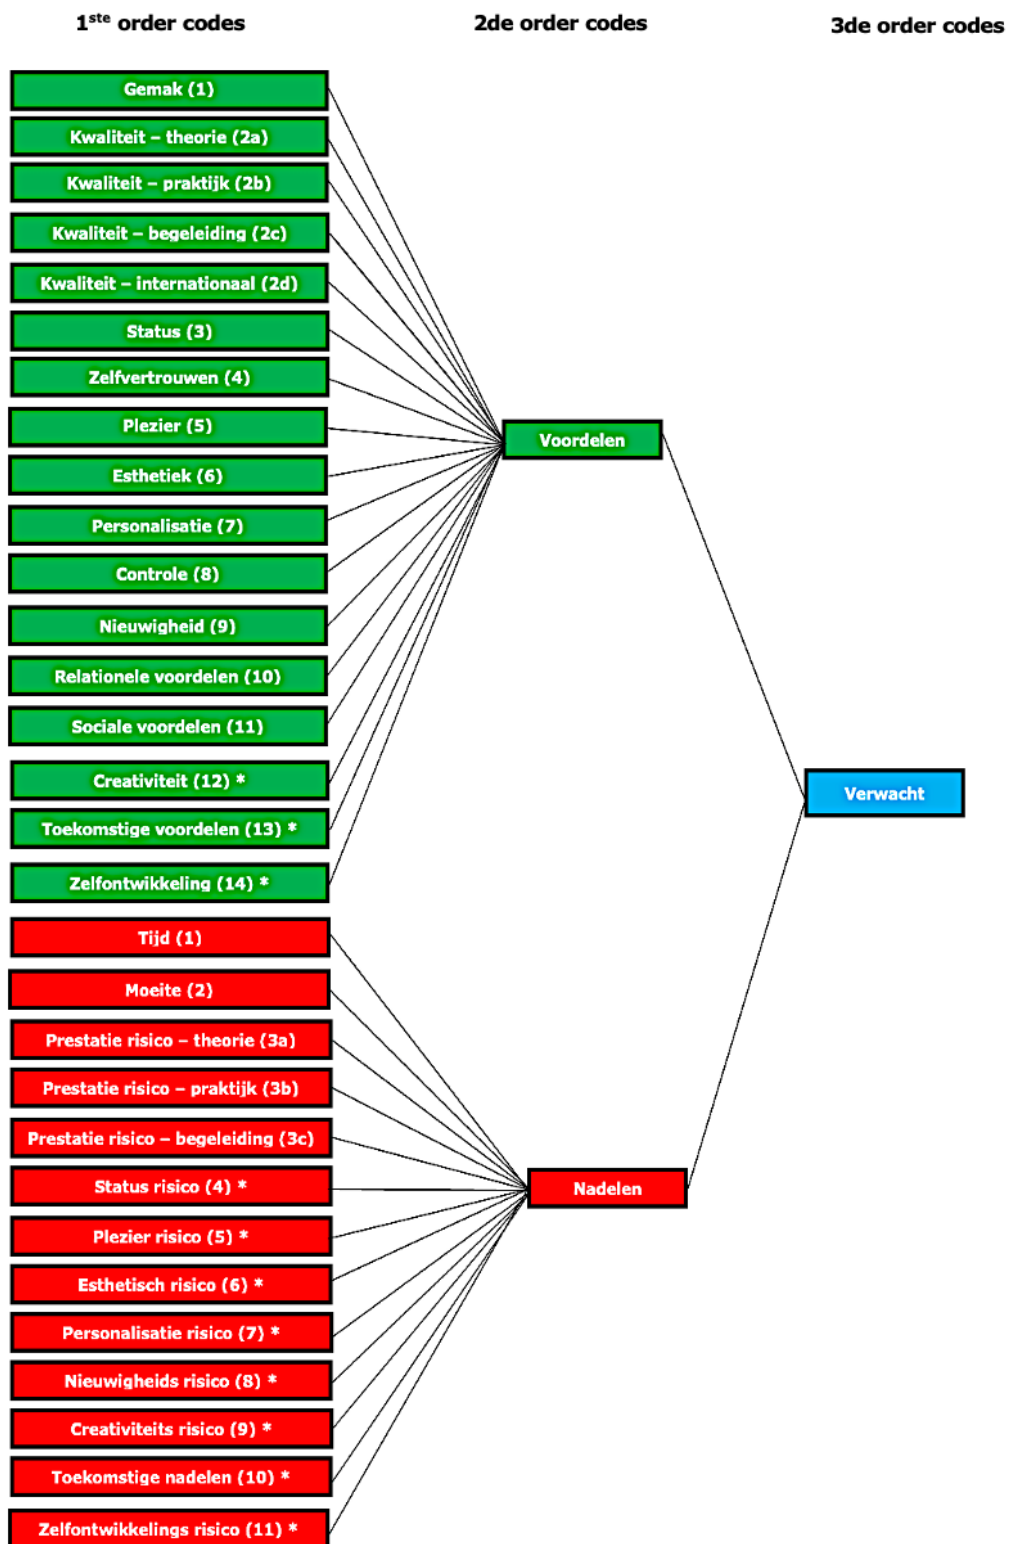 1ste order codes
2de order codes
3de order codes
Gemak (1)
Kwaliteit – theorie (2a)
Kwaliteit – praktijk (2b)
Kwaliteit – begeleiding (2c)
Kwaliteit – internationaal (2d)
Status (3)
Zelfvertrouwen (4)
Plezier (5)
Esthetiek (6)
Personalisatie (7)
Controle (8)
Nieuwigheid (9)
Relationele voordelen (10)
Sociale voordelen (11)
Creativiteit (12) *
Toekomstige voordelen (13) *
Zelfontwikkeling (14) *
Tijd (1)
Moeite (2)
Prestatie risico – theorie (3a)
Prestatie risico – praktijk (3b)
Prestatie risico – begeleiding (3c)
Status risico (4) *
Plezier risico (5) *
Esthetisch risico (6) *
Personalisatie risico (7) *
Nieuwigheids risico (8) *
Creativiteits risico (9) *
Toekomstige nadelen (10) *
Zelfontwikkelings risico (11) *
Voordelen
Nadelen
Verwacht